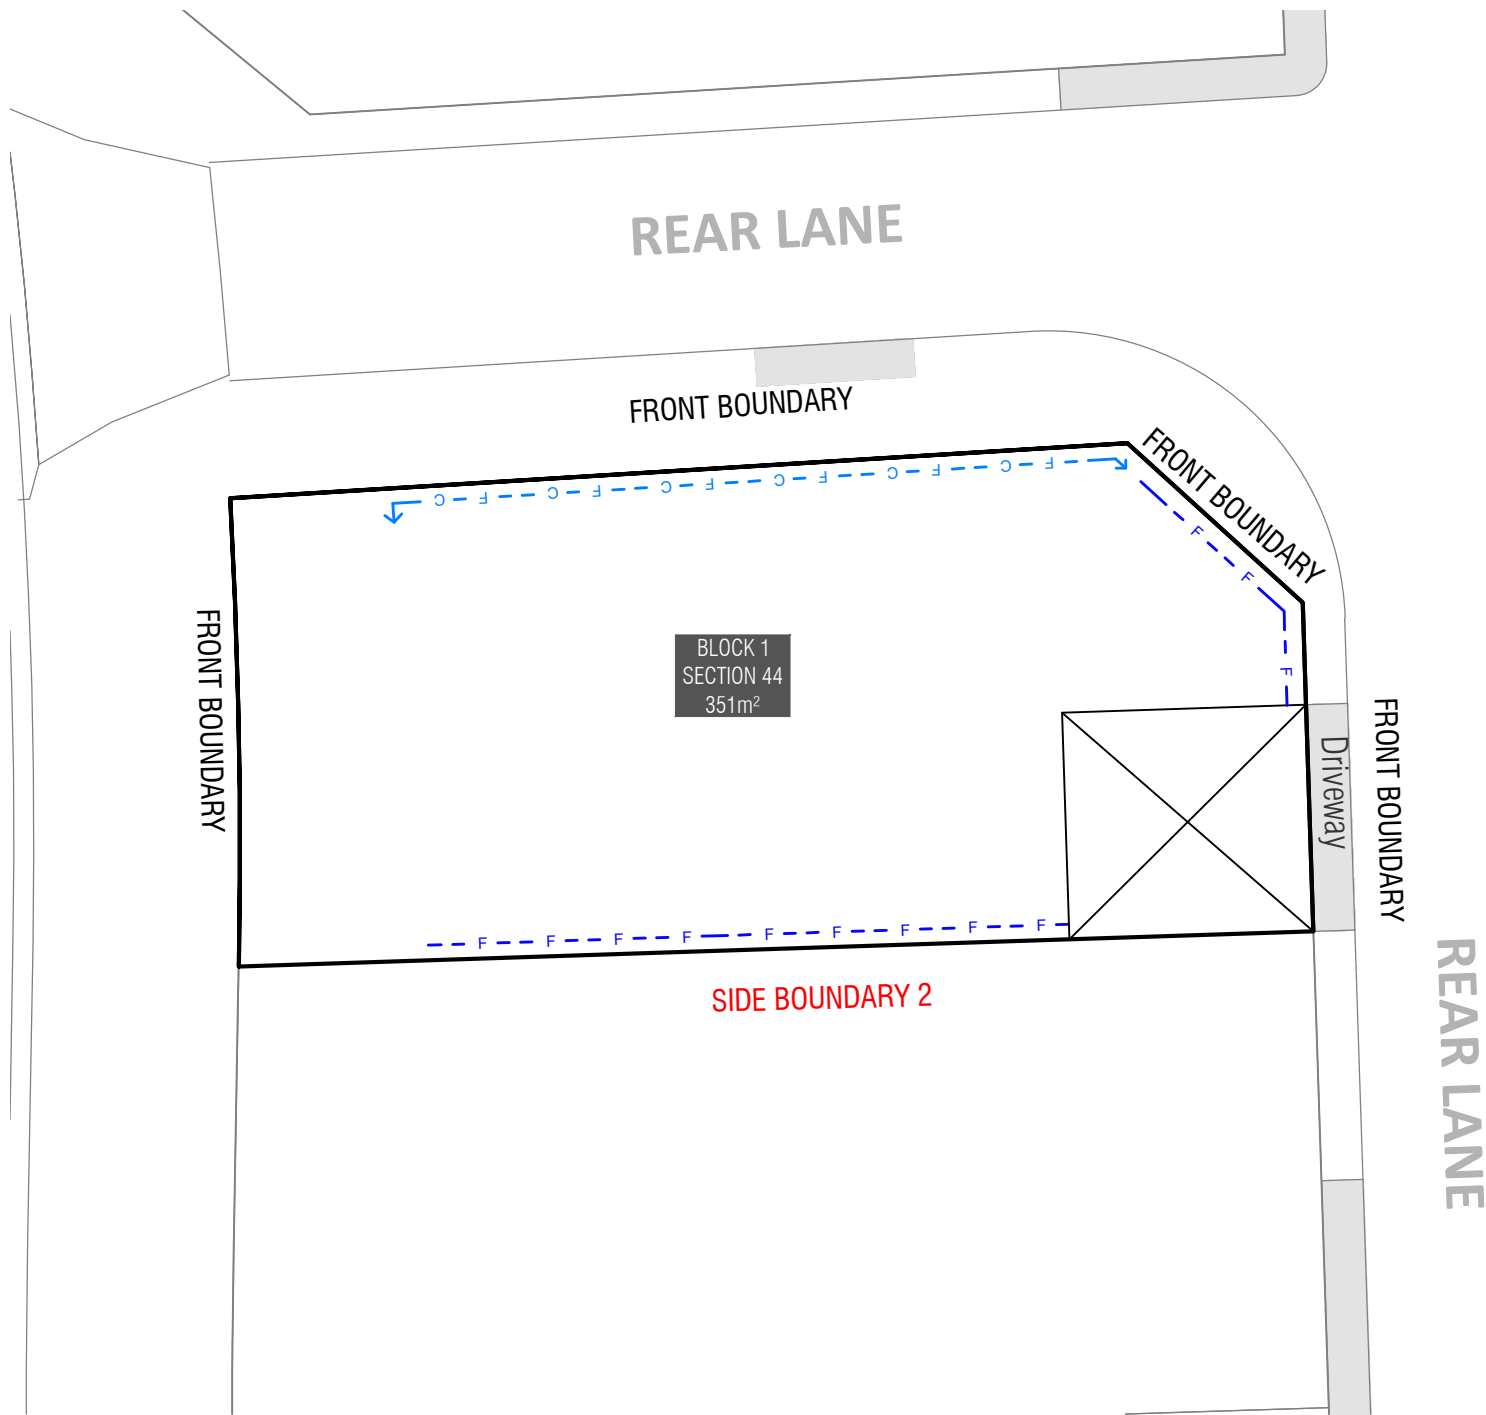 REAR LANE
FRONT BOUNDARY
FRONT BOUNDARY
C F C F C F C F C F C F
F
F
F
FRONT BOUNDARY
BLOCK 1
SECTION 44
351m²
Driveway
FRONT BOUNDARY
F F F F F F F F F
SIDE BOUNDARY 2
REAR LANE